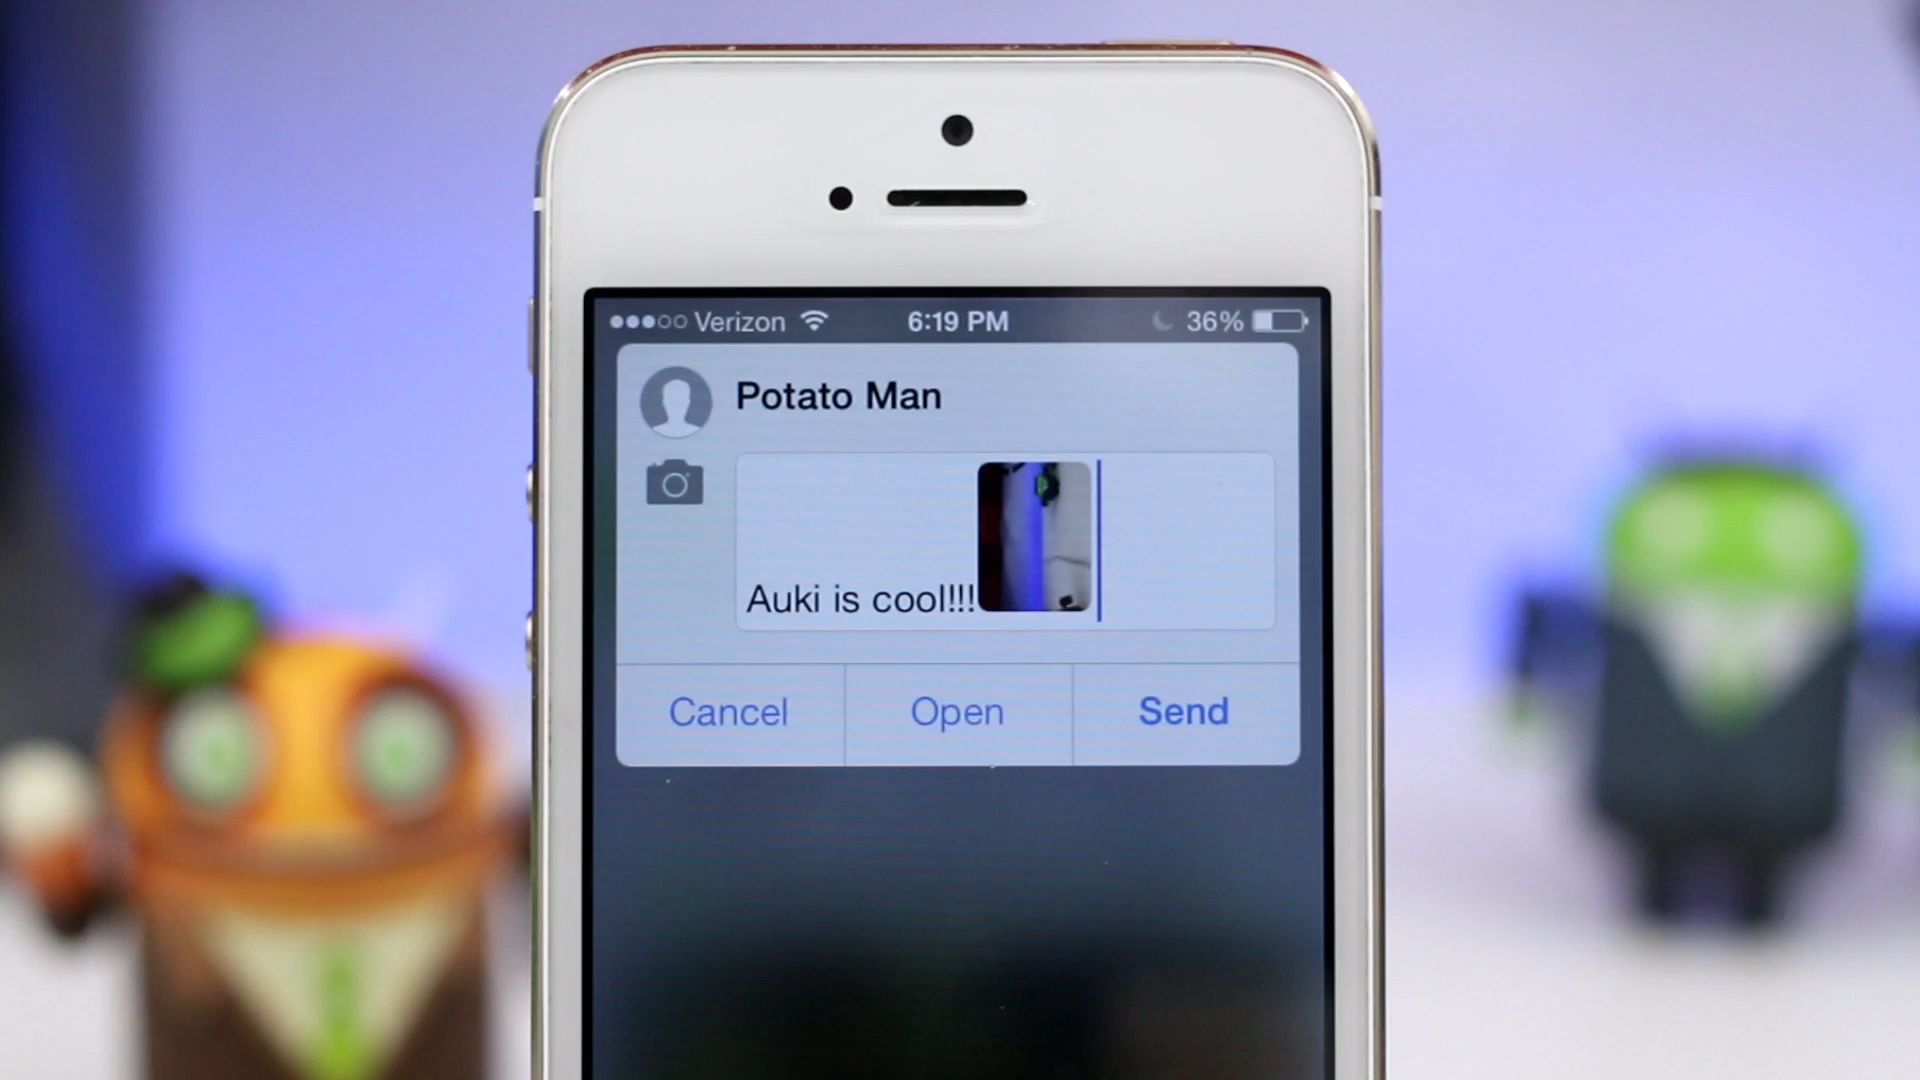 Verizon 6:19 PM 36%
Potato Man
Auki is cool!!!
Cancel Open Send